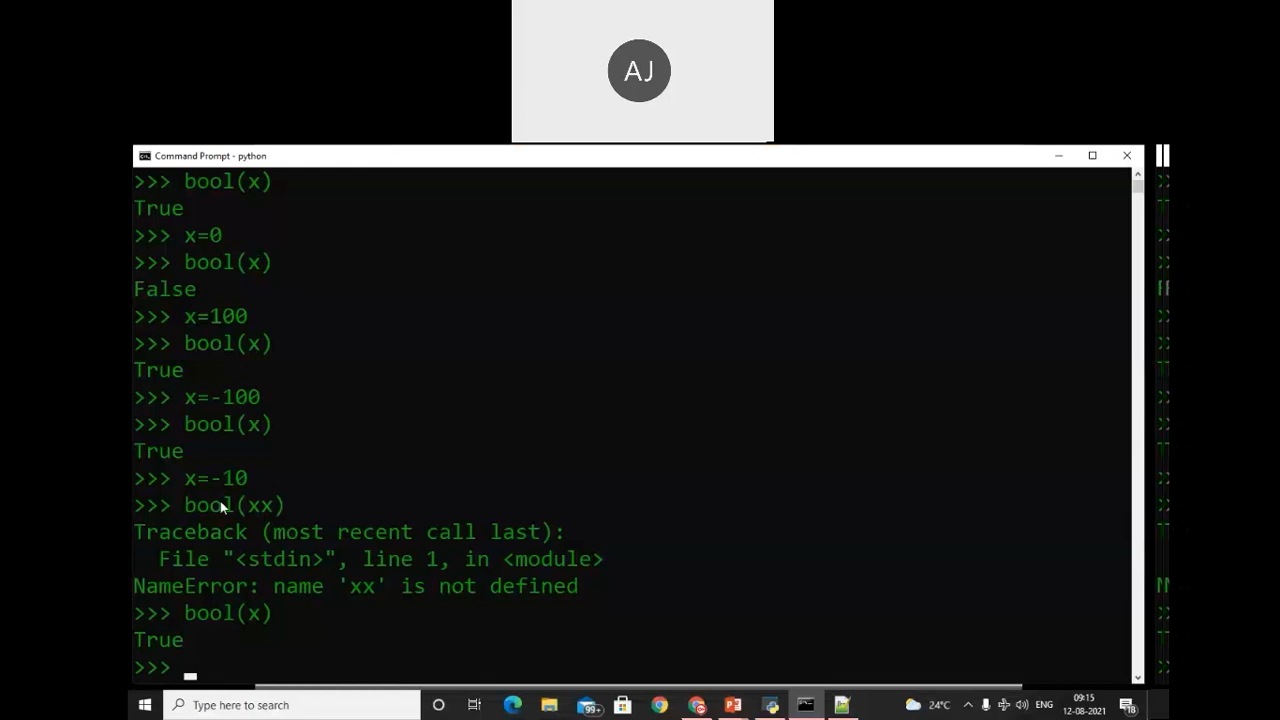 AJ
Command Prompt - python
>>> bool(x)
True
>>> x=0
>>> bool(x)
False
>>> x=100
>>> bool(x)
True
>>> x=-100
>>> bool(x)
True
>>> x=-10
>>> bool(xx)
Traceback (most recent call last):
  File "<stdin>", line 1, in <module>
NameError: name 'xx' is not defined
>>> bool(x)
True
>>>
Type here to search
99+
24°C
ENG
09:15
12-08-2021
18